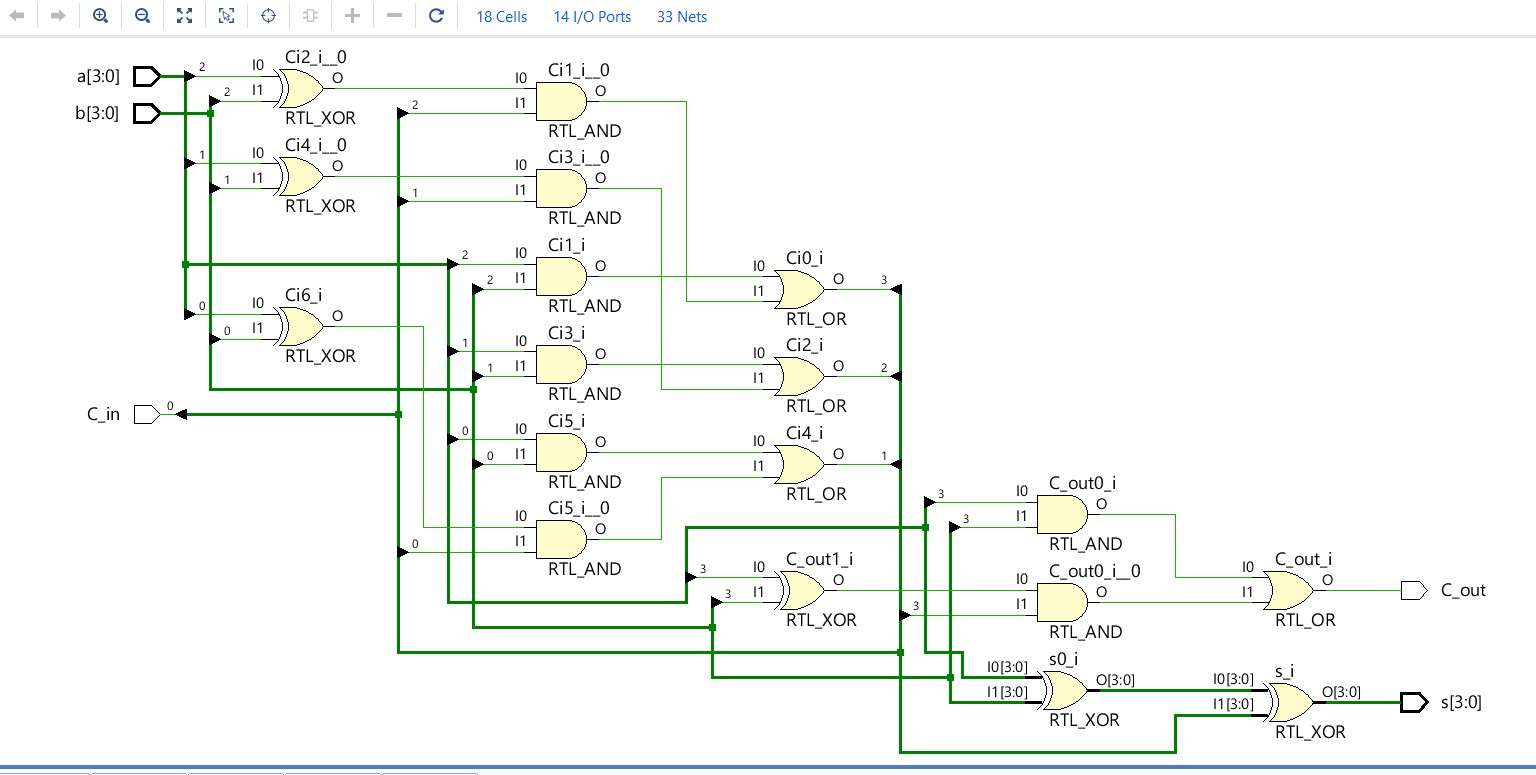 18 Cells 14 I/O Ports 33 Nets
a[3:0]
b[3:0]
C_in
2
2
Ci2_i__0
I0
I1
O
RTL_XOR
1
1
Ci4_i__0
I0
I1
O
RTL_XOR
0
0
Ci6_i
I0
I1
O
RTL_XOR
0
2
Ci1_i__0
I0
I1
O
RTL_AND
1
Ci3_i__0
I0
I1
O
RTL_AND
2
2
Ci1_i
I0
I1
O
RTL_AND
1
1
Ci3_i
I0
I1
O
RTL_AND
0
0
Ci5_i
I0
I1
O
RTL_AND
0
Ci5_i__0
I0
I1
O
RTL_AND
Ci0_i
I0
I1
O
3
RTL_OR
Ci2_i
I0
I1
O
2
RTL_OR
Ci4_i
I0
I1
O
1
RTL_OR
3
3
C_out1_i
I0
I1
O
RTL_XOR
3
3
C_out0_i
I0
I1
O
RTL_AND
3
C_out0_i__0
I0
I1
O
RTL_AND
C_out_i
I0
I1
O
RTL_OR
C_out
s0_i
I0[3:0]
I1[3:0]
O[3:0]
RTL_XOR
s_i
I0[3:0]
I1[3:0]
O[3:0]
RTL_XOR
s[3:0]